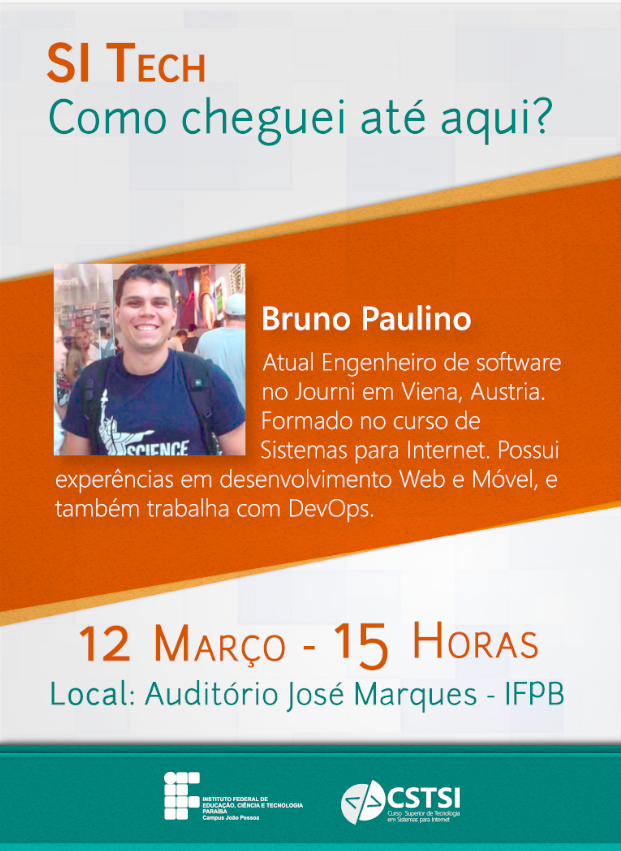 SI TECH
Como cheguei até aqui?
SCIENCE
Bruno Paulino
Atual Engenheiro de software
no Journi em Viena, Austria.
Formado no curso de
Sistemas para Internet. Possui
experências em desenvolvimento Web e Móvel, e
também trabalha com DevOps.
12 MARÇO - 15 HORAS
Local: Auditório José Marques - IFPB
INSTITUTO FEDERAL DE
EDUCAÇÃO, CIÊNCIA E TECNOLOGIA
PARAÍBA
Campus João Pessoa
CSTSI
Curso Superior de Tecnologia
em Sistemas para Internet